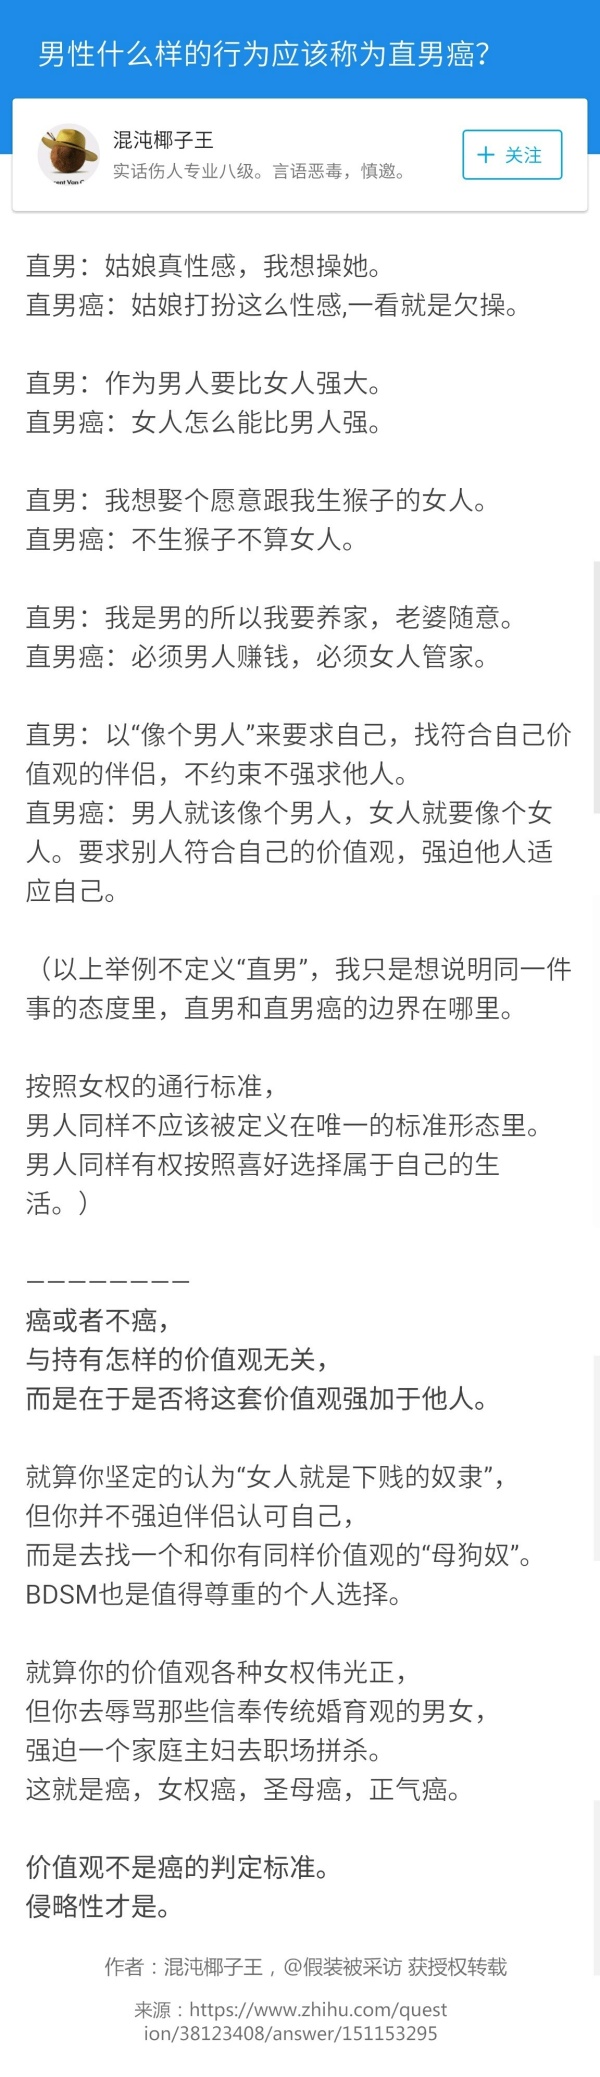 男性什么样的行为应该称为直男癌?
混沌椰子王
实话伤人专业八级。言语恶毒，慎邀。
+ 关注
直男：姑娘真性感，我想操她。
直男癌：姑娘打扮这么性感,一看就是欠操。
直男：作为男人要比女人强大。
直男癌：女人怎么能比男人强。
直男：我想娶个愿意跟我生猴子的女人。
直男癌：不生猴子不算女人。
直男：我是男的所以我要养家，老婆随意。
直男癌：必须男人赚钱，必须女人管家。
直男：以“像个男人”来要求自己，找符合自己价
值观的伴侣，不约束不强求他人。
直男癌：男人就该像个男人，女人就要像个女
人。要求别人符合自己的价值观，强迫他人适
应自己。
（以上举例不定义“直男”，我只是想说明同一件
事的态度里，直男和直男癌的边界在哪里。
按照女权的通行标准，
男人同样不应该被定义在唯一的标准形态里。
男人同样有权按照喜好选择属于自己的生
活。）
————————
癌或者不癌，
与持有怎样的价值观无关，
而是在于是否将这套价值观强加于他人。
就算你坚定的认为“女人就是下贱的奴隶”，
但你并不强迫伴侣认可自己，
而是去找一个和你有同样价值观的“母狗奴”。
BDSM也是值得尊重的个人选择。
就算你的价值观各种女权伟光正，
但你去辱骂那些信奉传统婚育观的男女，
强迫一个家庭主妇去职场拼杀。
这就是癌，女权癌，圣母癌，正气癌。
价值观不是癌的判定标准。
侵略性才是。
作者：混沌椰子王，@假装被采访 获授权转载
来源：https://www.zhihu.com/quest
ion/38123408/answer/151153295